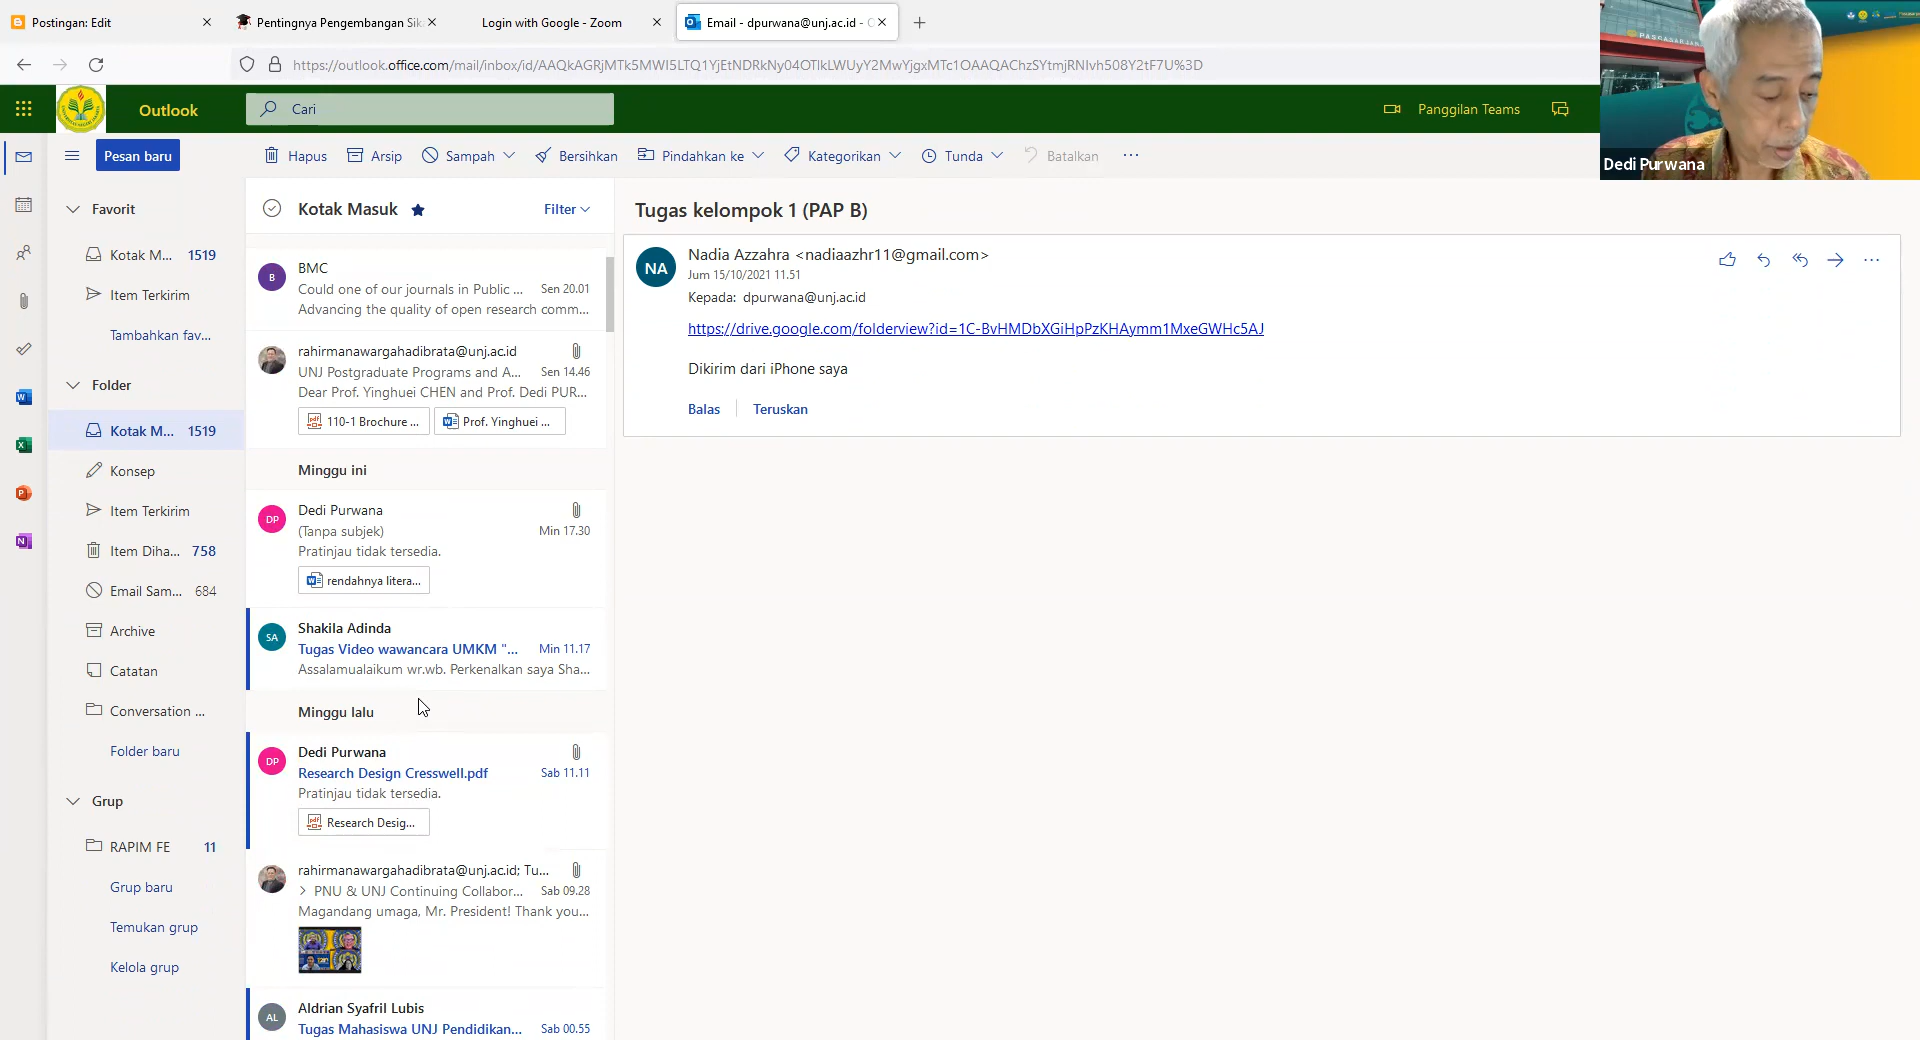 Postingan: Edit
Pentingnya Pengembangan Sik
Login with Google - Zoom
Email - dpurwana@unj.ac.id - O
https://outlook.office.com/mail/inbox/id/AAQkAGRjMTk5MWI5LTQ1YjEtNDRkNy04OTlkLWUyY2MwYjgxMTc1OAAQAChzSYtmjRNIvh508Y2tF7U%3D
Outlook
Cari
Panggilan Teams
Dedi Purwana
Pesan baru
Hapus
Arsip
Sampah
Bersihkan
Pindahkan ke
Kategorikan
Tunda
Batalkan
Favorit
Kotak M... 1519
Item Terkirim
Tambahkan fav...
Folder
Kotak M... 1519
Konsep
Item Terkirim
Item Diha... 758
Email Sam... 684
Archive
Catatan
Conversation ...
Folder baru
Grup
RAPIM FE 11
Grup baru
Temukan grup
Kelola grup
Kotak Masuk
Filter
B
BMC
Could one of our journals in Public ... Sen 20.01
Advancing the quality of open research comm...
rahirmanawargahadibrata@unj.ac.id
UNJ Postgraduate Programs and A... Sen 14.46
Dear Prof. Yinghuei CHEN and Prof. Dedi PUR...
110-1 Brochure ...
Prof. Yinghuei ...
Minggu ini
DP
Dedi Purwana
(Tanpa subjek) Min 17.30
Pratinjau tidak tersedia.
rendahnya litera...
SA
Shakila Adinda
Tugas Video wawancara UMKM "... Min 11.17
Assalamualaikum wr.wb. Perkenalkan saya Sha...
Minggu lalu
DP
Dedi Purwana
Research Design Cresswell.pdf Sab 11.11
Pratinjau tidak tersedia.
Research Desig...
rahirmanawargahadibrata@unj.ac.id; Tu...
PNU & UNJ Continuing Collabor... Sab 09.28
Magandang umaga, Mr. President! Thank you...
AL
Aldrian Syafril Lubis
Tugas Mahasiswa UNJ Pendidikan... Sab 00.55
Tugas kelompok 1 (PAP B)
NA
Nadia Azzahra <nadiaazhr11@gmail.com>
Jum 15/10/2021 11.51
Kepada: dpurwana@unj.ac.id
https://drive.google.com/folderview?id=1C-BvHMDbXGiHpPzKHAymm1MxeGWHc5AJ
Dikirim dari iPhone saya
Balas
Teruskan